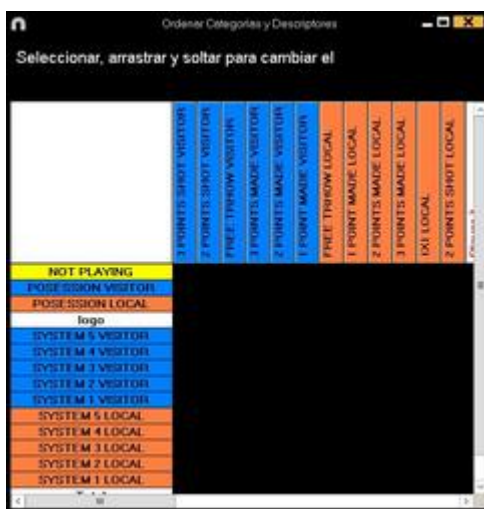 Ordenar Categorías y Descriptores
Seleccionar, arrastrar y soltar para cambiar el
3 POINTS SHOT VISITOR
2 POINTS SHOT VISITOR
FREE TRHOW VISITOR
3 POINTS MADE VISITOR
2 POINTS MADE VISITOR
1 POINT MADE VISITOR
FREE TRHOW LOCAL
1 POINT MADE LOCAL
2 POINTS MADE LOCAL
3 POINTS MADE LOCAL
1X1 LOCAL
2 POINTS SHOT LOCAL
NOT PLAYING
POSESSION VISITOR
POSESSION LOCAL
logo
SYSTEM 5 VISITOR
SYSTEM 4 VISITOR
SYSTEM 3 VISITOR
SYSTEM 2 VISITOR
SYSTEM 1 VISITOR
SYSTEM 5 LOCAL
SYSTEM 4 LOCAL
SYSTEM 3 LOCAL
SYSTEM 2 LOCAL
SYSTEM 1 LOCAL